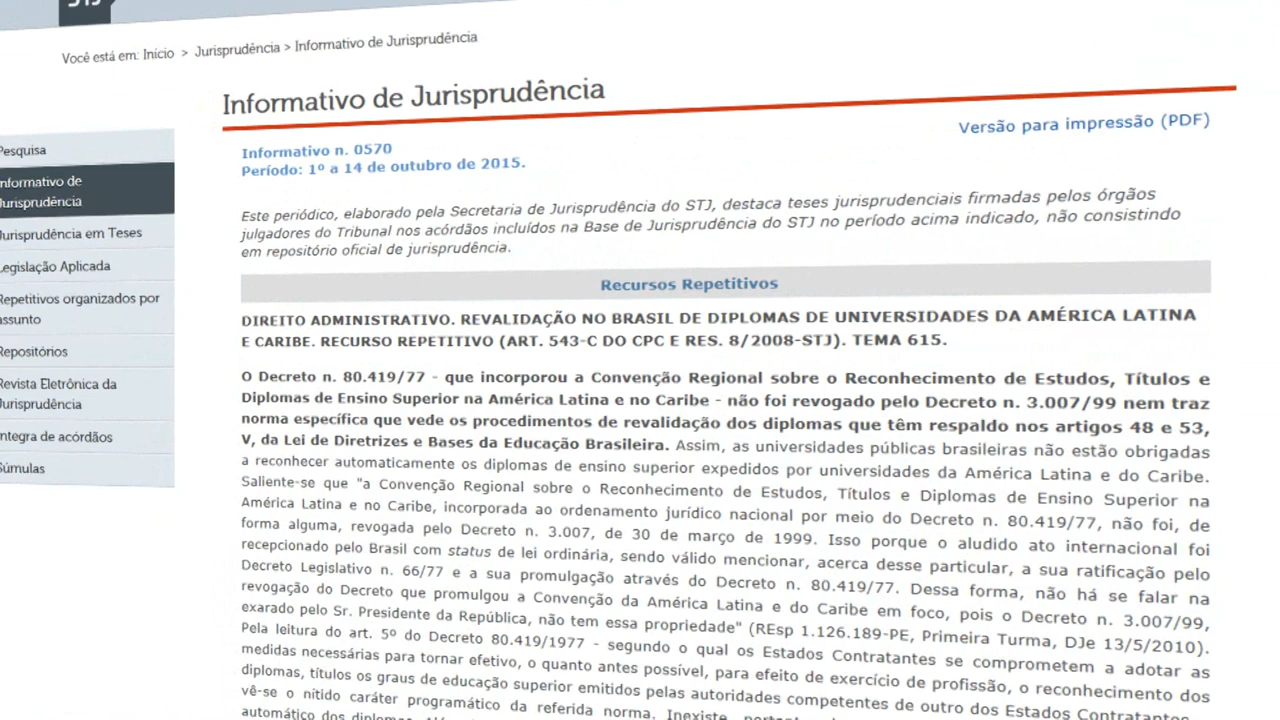 STJ
Você está em: Início > Jurisprudência > Informativo de Jurisprudência
Informativo de Jurisprudência
Versão para impressão (PDF)
Informativo n. 0570
Período: 1º a 14 de outubro de 2015.
Pesquisa
Informativo de
Jurisprudência
Jurisprudência em Teses
Legislação Aplicada
Repetitivos organizados por
assunto
Repositórios
Revista Eletrônica da
Jurisprudência
Íntegra de acórdãos
Súmulas
Este periódico, elaborado pela Secretaria de Jurisprudência do STJ, destaca teses jurisprudenciais firmadas pelos órgãos
julgadores do Tribunal nos acórdãos incluídos na Base de Jurisprudência do STJ no período acima indicado, não consistindo
em repositório oficial de jurisprudência.
Recursos Repetitivos
DIREITO ADMINISTRATIVO. REVALIDAÇÃO NO BRASIL DE DIPLOMAS DE UNIVERSIDADES DA AMÉRICA LATINA
E CARIBE. RECURSO REPETITIVO (ART. 543-C DO CPC E RES. 8/2008-STJ). TEMA 615.
O Decreto n. 80.419/77 - que incorporou a Convenção Regional sobre o Reconhecimento de Estudos, Títulos e
Diplomas de Ensino Superior na América Latina e no Caribe - não foi revogado pelo Decreto n. 3.007/99 nem traz
norma específica que vede os procedimentos de revalidação dos diplomas que têm respaldo nos artigos 48 e 53,
V, da Lei de Diretrizes e Bases da Educação Brasileira. Assim, as universidades públicas brasileiras não estão obrigadas
a reconhecer automaticamente os diplomas de ensino superior expedidos por universidades da América Latina e do Caribe.
Saliente-se que "a Convenção Regional sobre o Reconhecimento de Estudos, Títulos e Diplomas de Ensino Superior na
América Latina e no Caribe, incorporada ao ordenamento jurídico nacional por meio do Decreto n. 80.419/77, não foi, de
forma alguma, revogada pelo Decreto n. 3.007, de 30 de março de 1999. Isso porque o aludido ato internacional foi
recepcionado pelo Brasil com status de lei ordinária, sendo válido mencionar, acerca desse particular, a sua ratificação pelo
Decreto Legislativo n. 66/77 e a sua promulgação através do Decreto n. 80.419/77. Dessa forma, não há se falar na
revogação do Decreto que promulgou a Convenção da América Latina e do Caribe em foco, pois o Decreto n. 3.007/99,
exarado pelo Sr. Presidente da República, não tem essa propriedade" (REsp 1.126.189-PE, Primeira Turma, DJe 13/5/2010).
Pela leitura do art. 5º do Decreto 80.419/1977 - segundo o qual os Estados Contratantes se comprometem a adotar as
medidas necessárias para tornar efetivo, o quanto antes possível, para efeito de exercício de profissão, o reconhecimento dos
diplomas, títulos os graus de educação superior emitidos pelas autoridades competentes de outro dos Estados Contratantes
vê-se o nítido caráter programático da referida norma. Inexiste,
automático dos